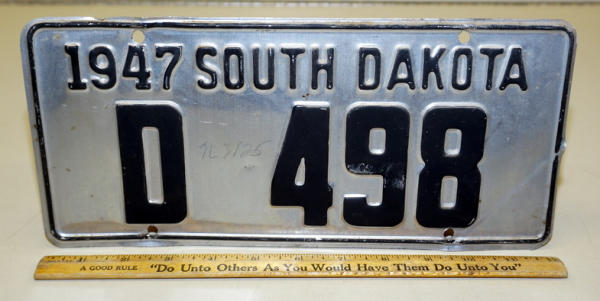 1947 SOUTH DAKOTA
D 498
A GOOD RULE "Do Unto Others As You Would Have Them Do Unto You"